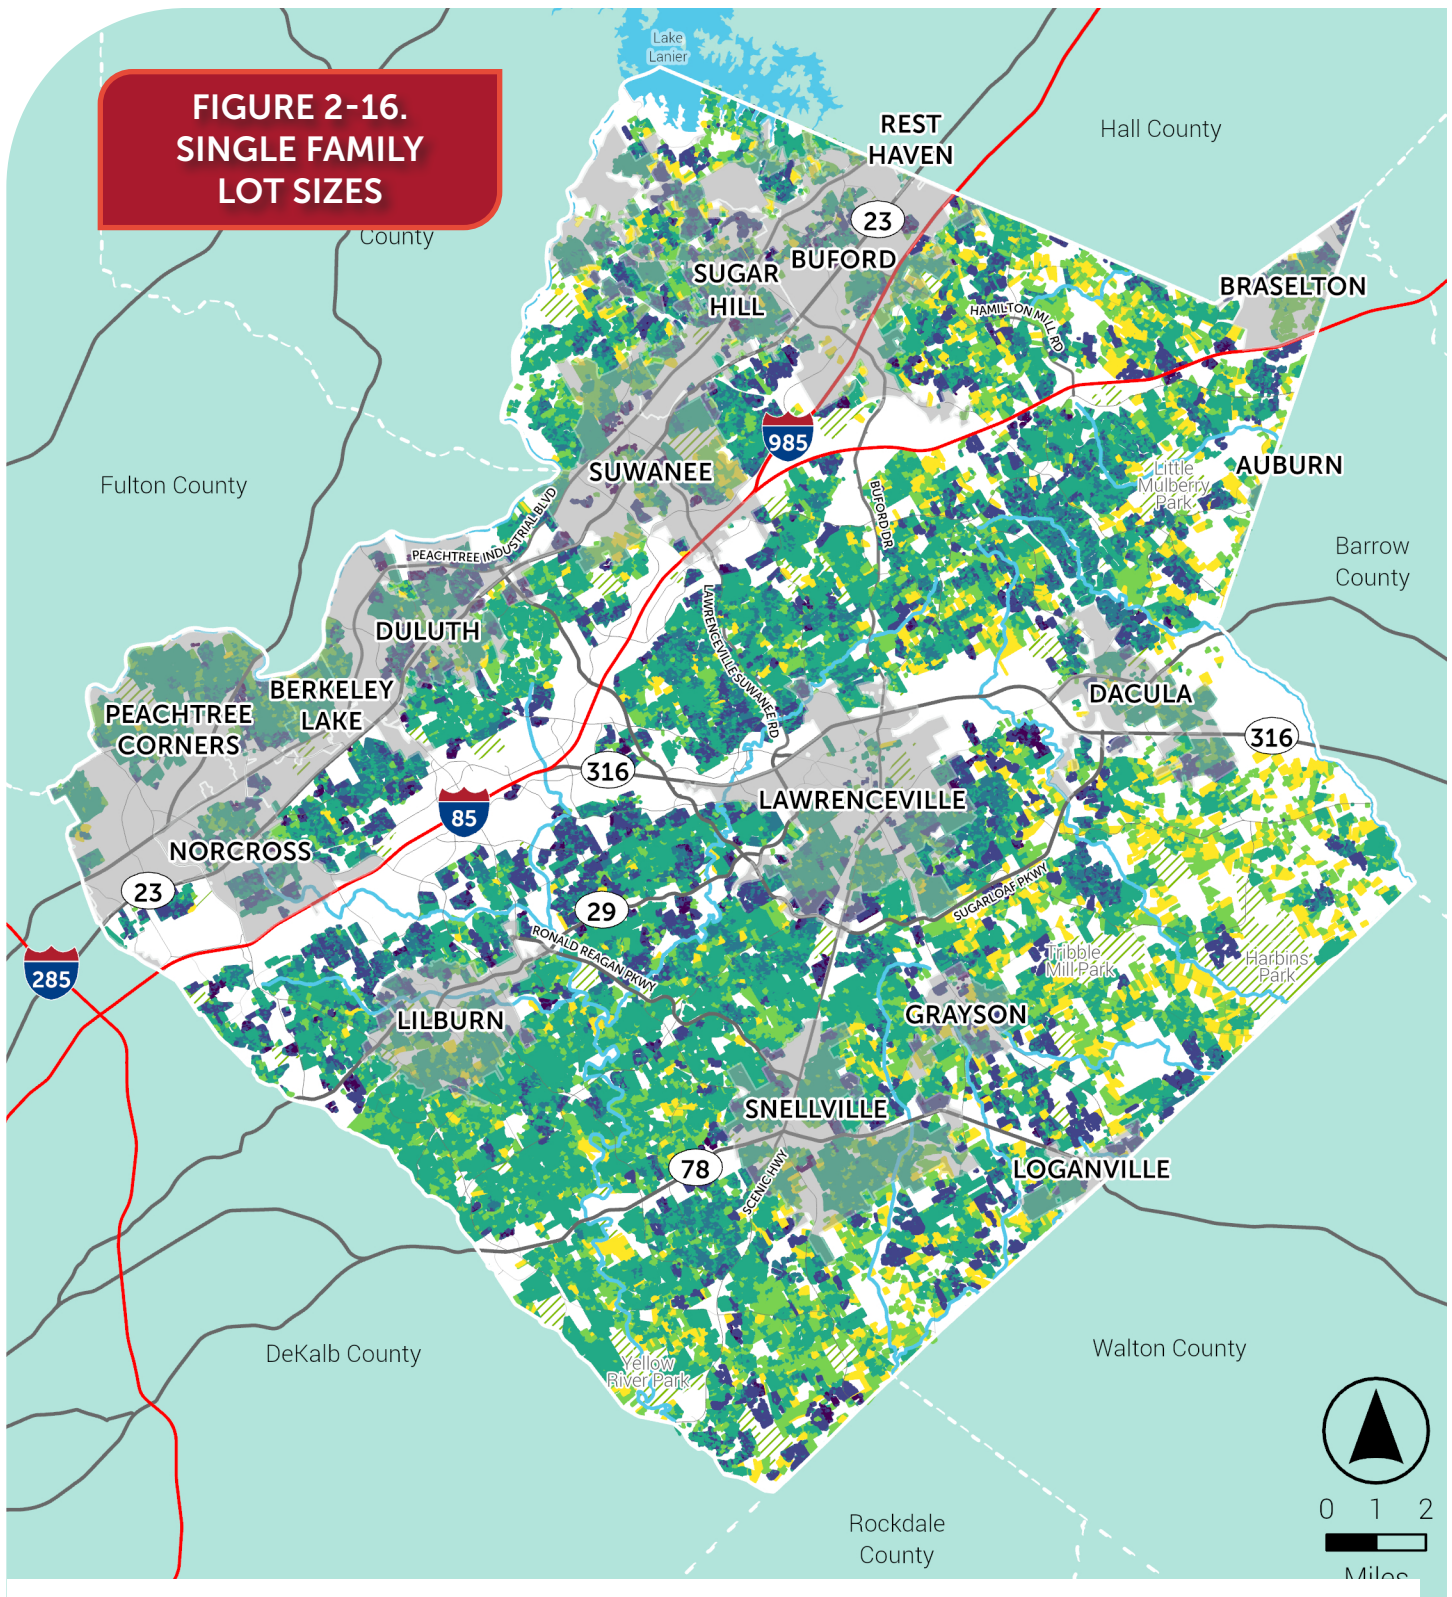 Lake
Lanier
FIGURE 2-16.
SINGLE FAMILY
LOT SIZES
County
REST
HAVEN
Hall County
23
BUFORD
SUGAR
HILL
BRASELTON
HAMILTON MILL RD
985
SUWANEE
AUBURN
Little
Mulberry
Park
Fulton County
BUFORD DR
PEACHTREE INDUSTRIAL BLVD
Barrow
County
LAWRENCEVILLE SUWANEE RD
DULUTH
BERKELEY
LAKE
PEACHTREE
CORNERS
DACULA
316
316
85
LAWRENCEVILLE
NORCROSS
23
29
SUGARLOAF PKWY
RONALD REAGAN PKWY
285
Tribble
Mill Park
Harbins
Park
LILBURN
GRAYSON
SNELLVILLE
78
SCENIC HWY
LOGANVILLE
DeKalb County
Yellow
River Park
Walton County
Rockdale
County
0 1 2
Miles